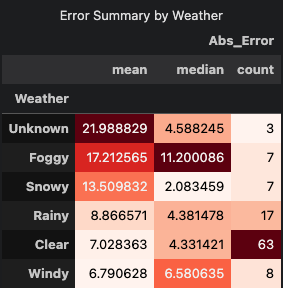 Error Summary by Weather
Abs_Error
mean median count
Weather
Unknown 21.988829 4.588245 3
Foggy 17.212565 11.200086 7
Snowy 13.509832 2.083459 7
Rainy 8.866571 4.381478 17
Clear 7.028363 4.331421 63
Windy 6.790628 6.580635 8